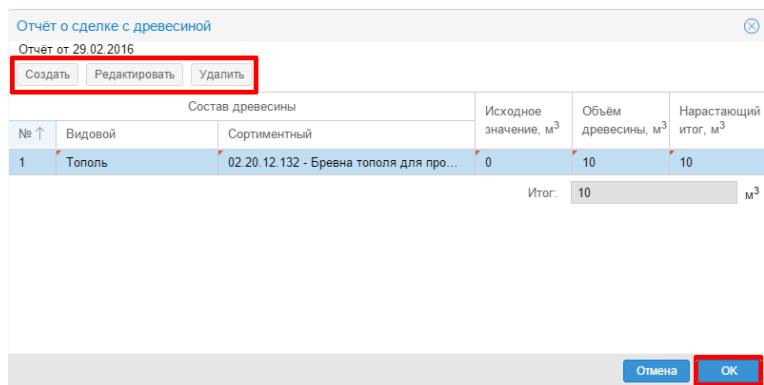 Отчёт о сделке с древесиной
Отчёт от 29.02.2016
Создать Редактировать Удалить
Состав древесины Исходное значение, м³ Объём древесины, м³ Нарастающий итог, м³
№ ↑ Видовой Сортиментный
1 Тополь 02.20.12.132 - Бревна тополя для про... 0 10 10
Итог: 10 м³
Отмена OK